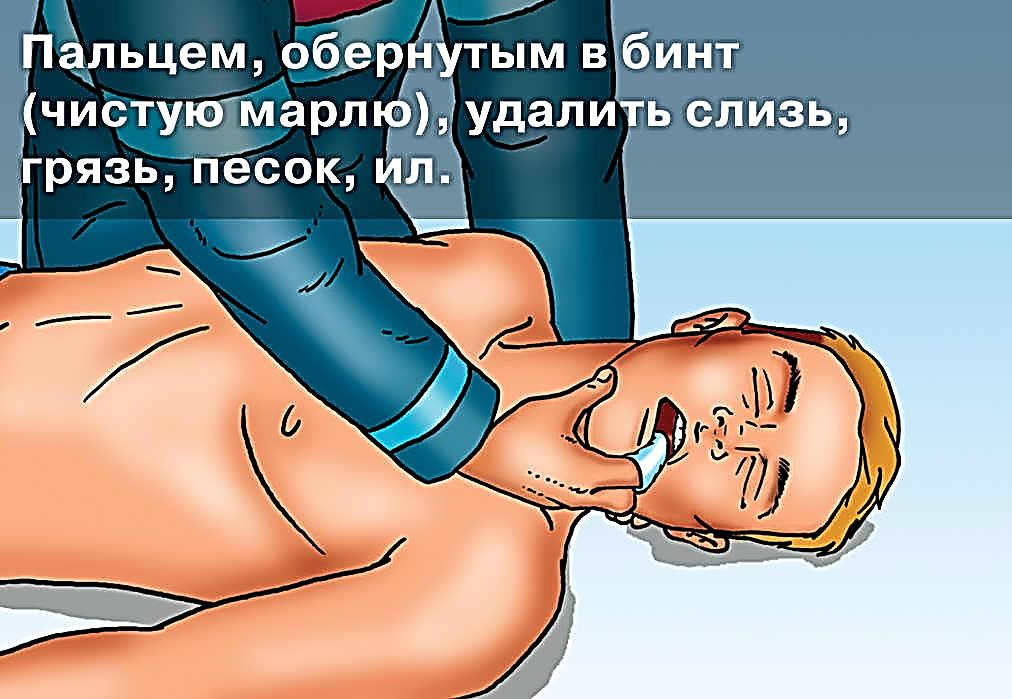 Пальцем, обернутым в бинт
(чистую марлю), удалить слизь,
грязь, песок, ил.